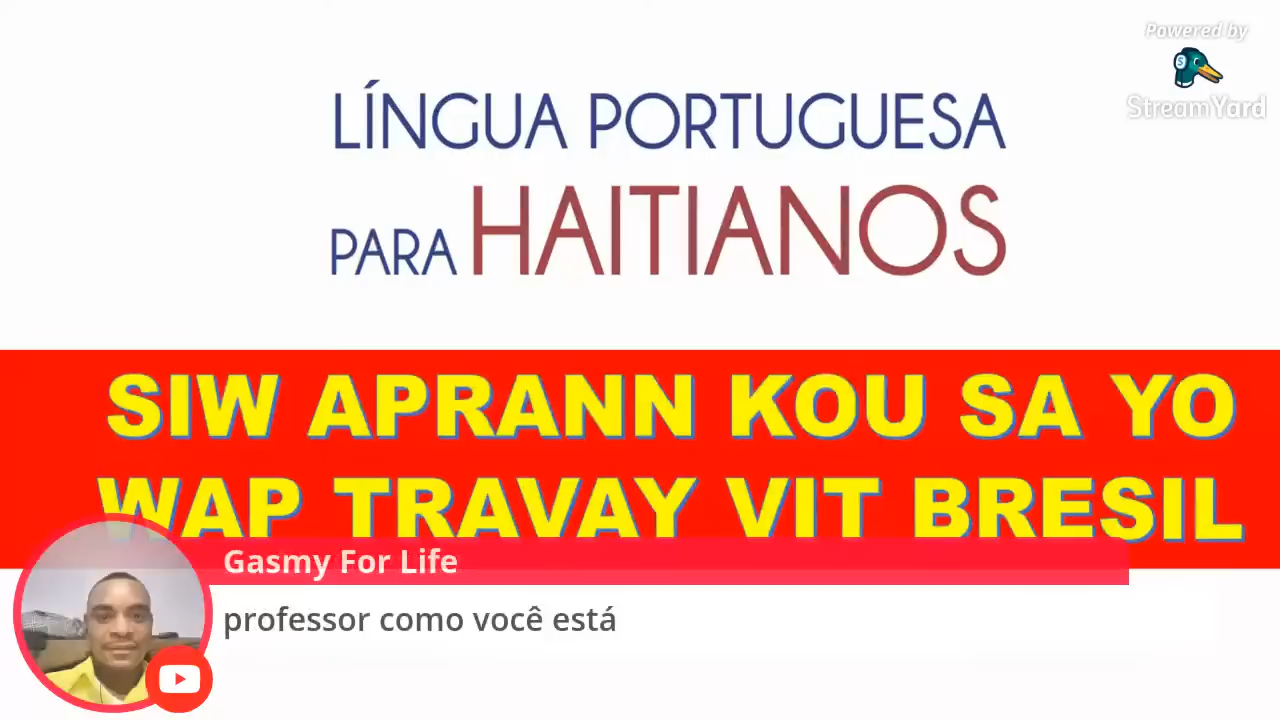 Powered by
StreamYard
LÍNGUA PORTUGUESA
PARA HAITIANOS
SIW APRANN KOU SA YO
WAP TRAVAY VIT BRESIL
Gasmy For Life
professor como você está